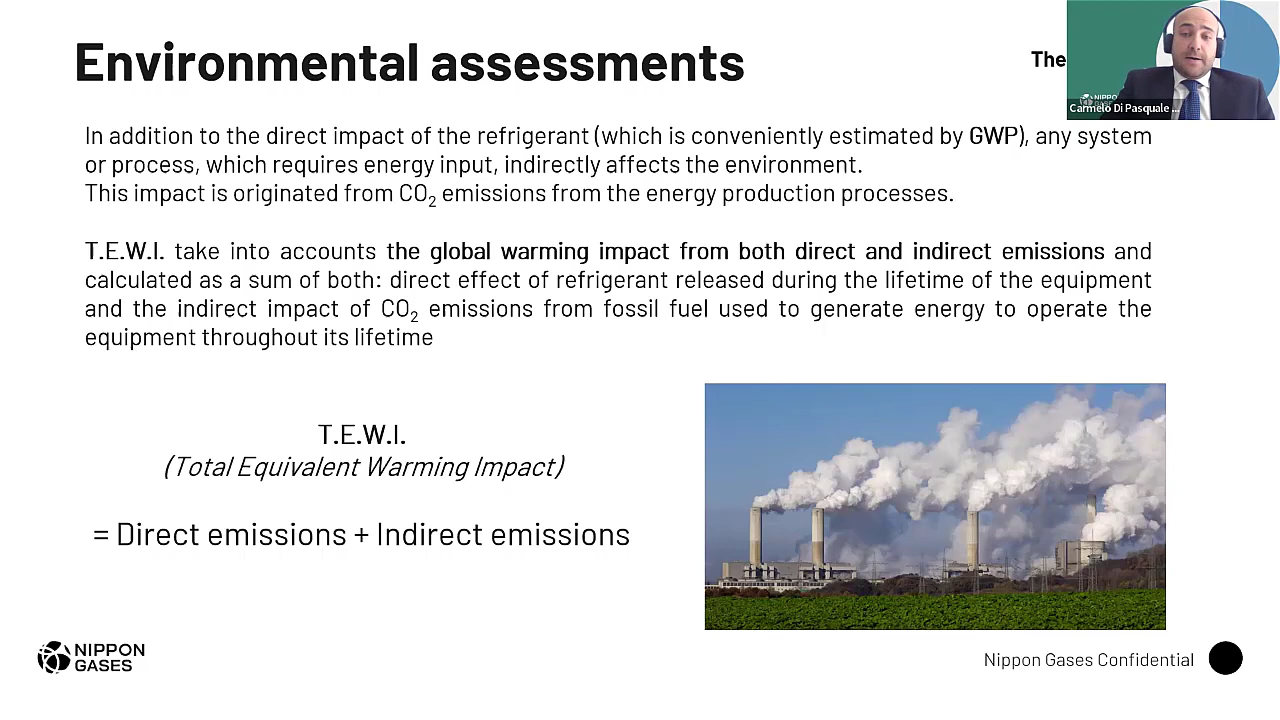 Environmental assessments
The
Carmelo Di Pasquale ...
In addition to the direct impact of the refrigerant (which is conveniently estimated by GWP), any system
or process, which requires energy input, indirectly affects the environment.
This impact is originated from CO₂ emissions from the energy production processes.
T.E.W.I. take into accounts the global warming impact from both direct and indirect emissions and
calculated as a sum of both: direct effect of refrigerant released during the lifetime of the equipment
and the indirect impact of CO₂ emissions from fossil fuel used to generate energy to operate the
equipment throughout its lifetime
T.E.W.I.
(Total Equivalent Warming Impact)
= Direct emissions + Indirect emissions
NIPPON
GASES
Nippon Gases Confidential